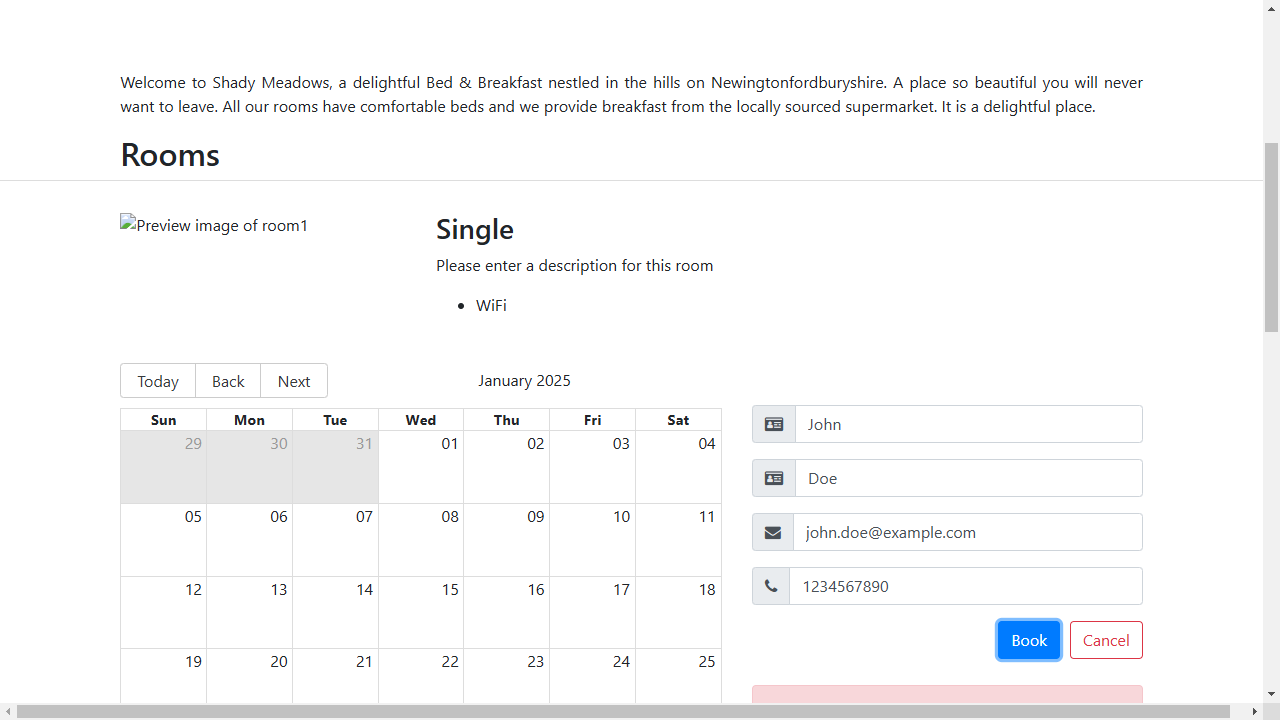 Welcome to Shady Meadows, a delightful Bed & Breakfast nestled in the hills on Newingtonfordburyshire. A place so beautiful you will never
want to leave. All our rooms have comfortable beds and we provide breakfast from the locally sourced supermarket. It is a delightful place.
Rooms
Preview image of room1
Single
Please enter a description for this room
WiFi
Today Back Next January 2025
Sun Mon Tue Wed Thu Fri Sat
29 30 31 01 02 03 04
05 06 07 08 09 10 11
12 13 14 15 16 17 18
19 20 21 22 23 24 25
John
Doe
john.doe@example.com
1234567890
Book Cancel